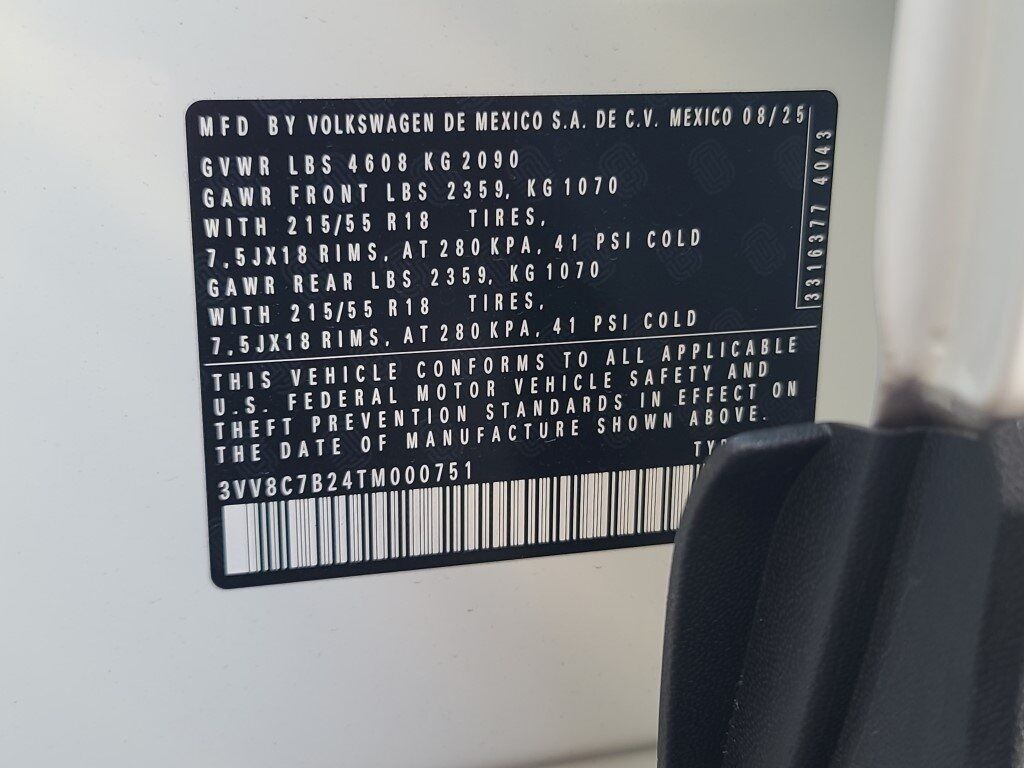 MFD BY VOLKSWAGEN DE MEXICO S.A. DE C.V. MEXICO 08/25
GVWR LBS 4608 KG 2090
GAWR FRONT LBS 2359, KG 1070
WITH 215/55 R18 TIRES,
7,5JX18 RIMS, AT 280 KPA, 41 PSI COLD
GAWR REAR LBS 2359, KG 1070
WITH 215/55 R18 TIRES,
7,5JX18 RIMS, AT 280 KPA, 41 PSI COLD
3316377 4043
THIS VEHICLE CONFORMS TO ALL APPLICABLE
U.S. FEDERAL MOTOR VEHICLE SAFETY AND
THEFT PREVENTION STANDARDS IN EFFECT ON
THE DATE OF MANUFACTURE SHOWN ABOVE.
3VV8C7B24TM000751